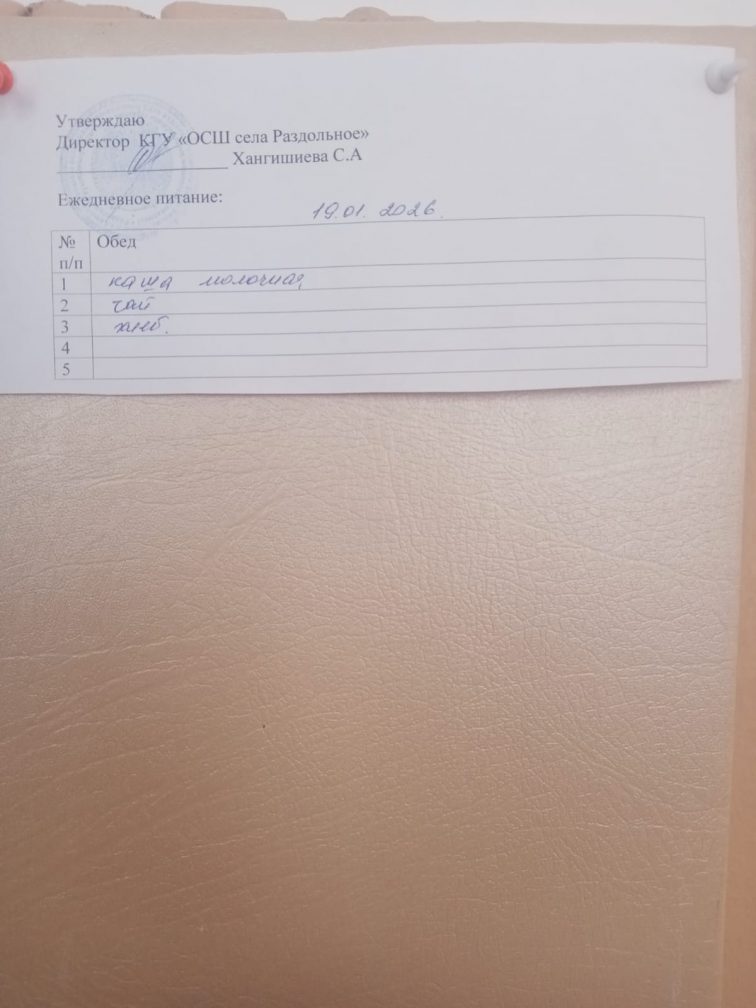 Утверждаю
Директор КГУ «ОСШ села Раздольное»
Хангишиева С.А
Ежедневное питание:
19.01.2026.
№ п/п Обед
1 каша молочная
2 чай
3 хлеб.
4
5